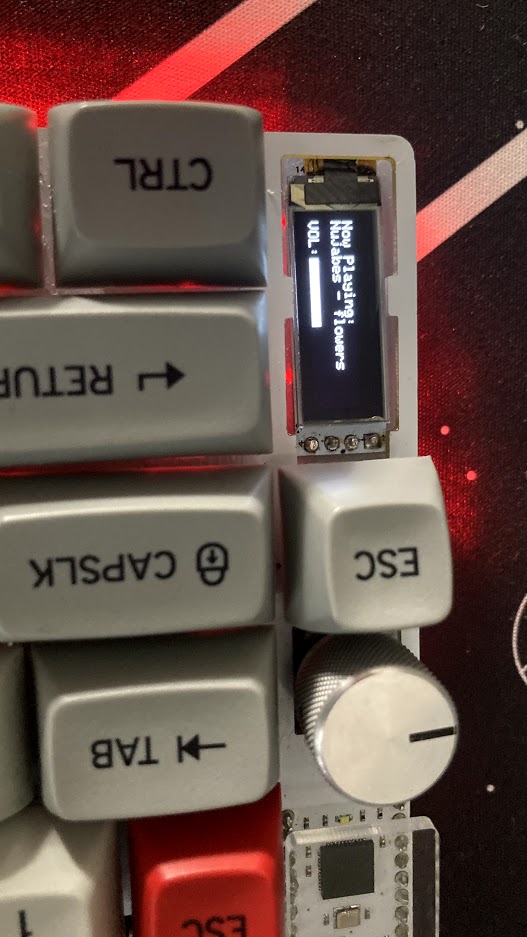 Now Playing:
Nujabes - flowers
VOL:
ESC
CTRL
RETUR
CAPSLK
TAB
ESC